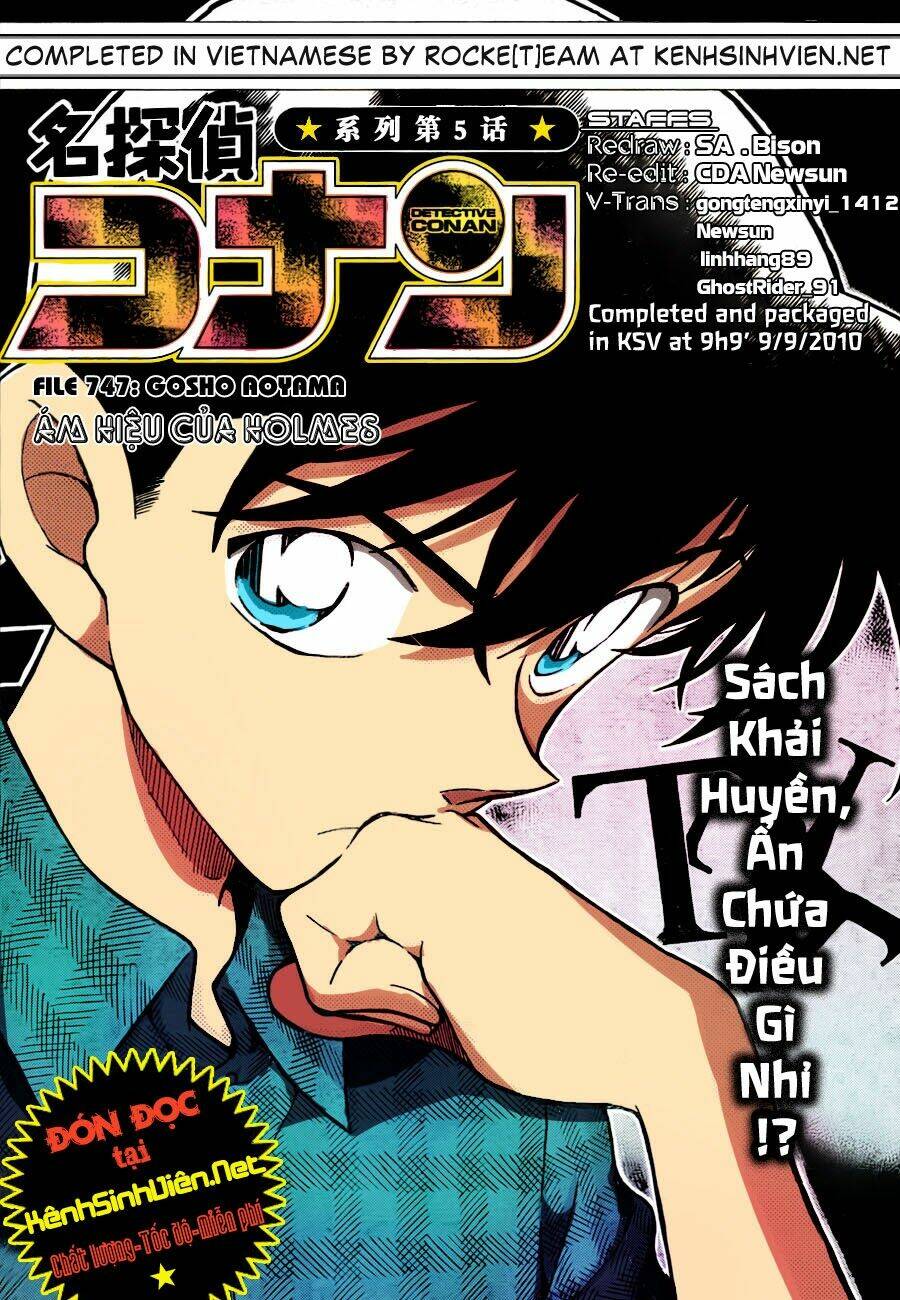 COMPLETED IN VIETNAMESE BY ROCKE[T]EAM AT KENHSINHVIEN.NET
名探偵
★ 系列第5话 ★
コナン
DETECTIVE
CONAN
STAFFS
Redraw: SA . Bison
Re-edit: CDA Newsun
V-Trans : gongtengxinyi_1412
Newsun
linhhang89
GhostRider_91
Completed and packaged
in KSV at 9h9' 9/9/2010
FILE 747: GOSHO AOYAMA
ÁM HIỆU CỦA HOLMES
Sách
Khải
Huyền,
Ẩn
Chứa
Điều
Gì
Nhỉ
!?
ĐÓN ĐỌC
tại
KênhSinhViên.Net
Chất lượng-Tốc độ-miễn phí